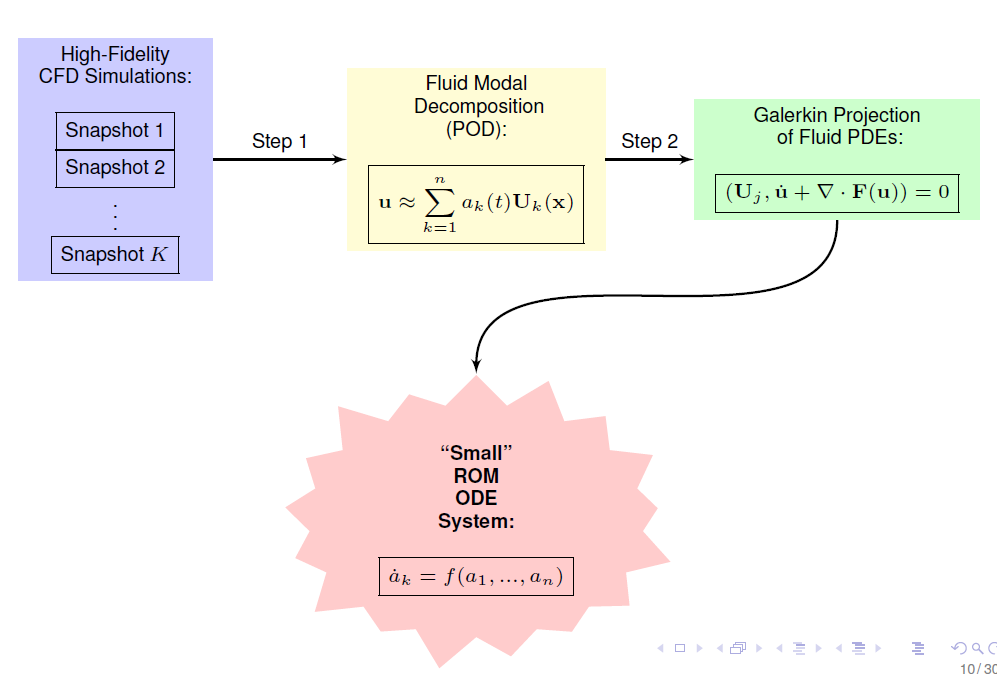 High-Fidelity
CFD Simulations:
Snapshot 1
Snapshot 2
⋮
Snapshot K
Step 1
Fluid Modal
Decomposition
(POD):
u ≈ ∑_{k=1}^{n} a_k(t)U_k(x)
Step 2
Galerkin Projection
of Fluid PDEs:
(U_j, u̇ + ∇ · F(u)) = 0
“Small”
ROM
ODE
System:
ȧ_k = f(a_1, ..., a_n)
10/30